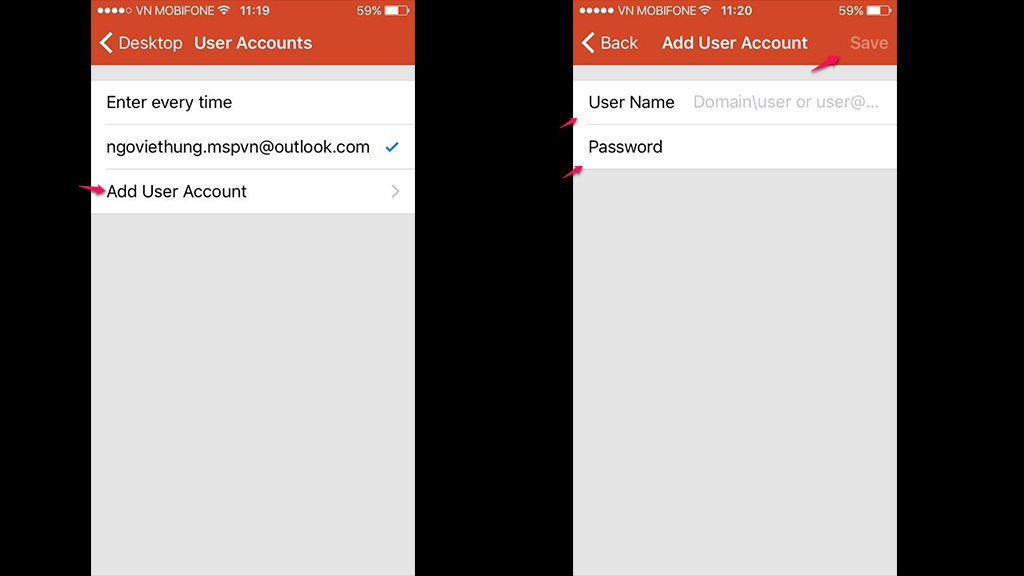 VN MOBIFONE 11:19 59%
Desktop User Accounts
Enter every time
ngoviethung.mspvn@outlook.com
Add User Account
VN MOBIFONE 11:20 59%
Back Add User Account Save
User Name Domain\user or user@...
Password